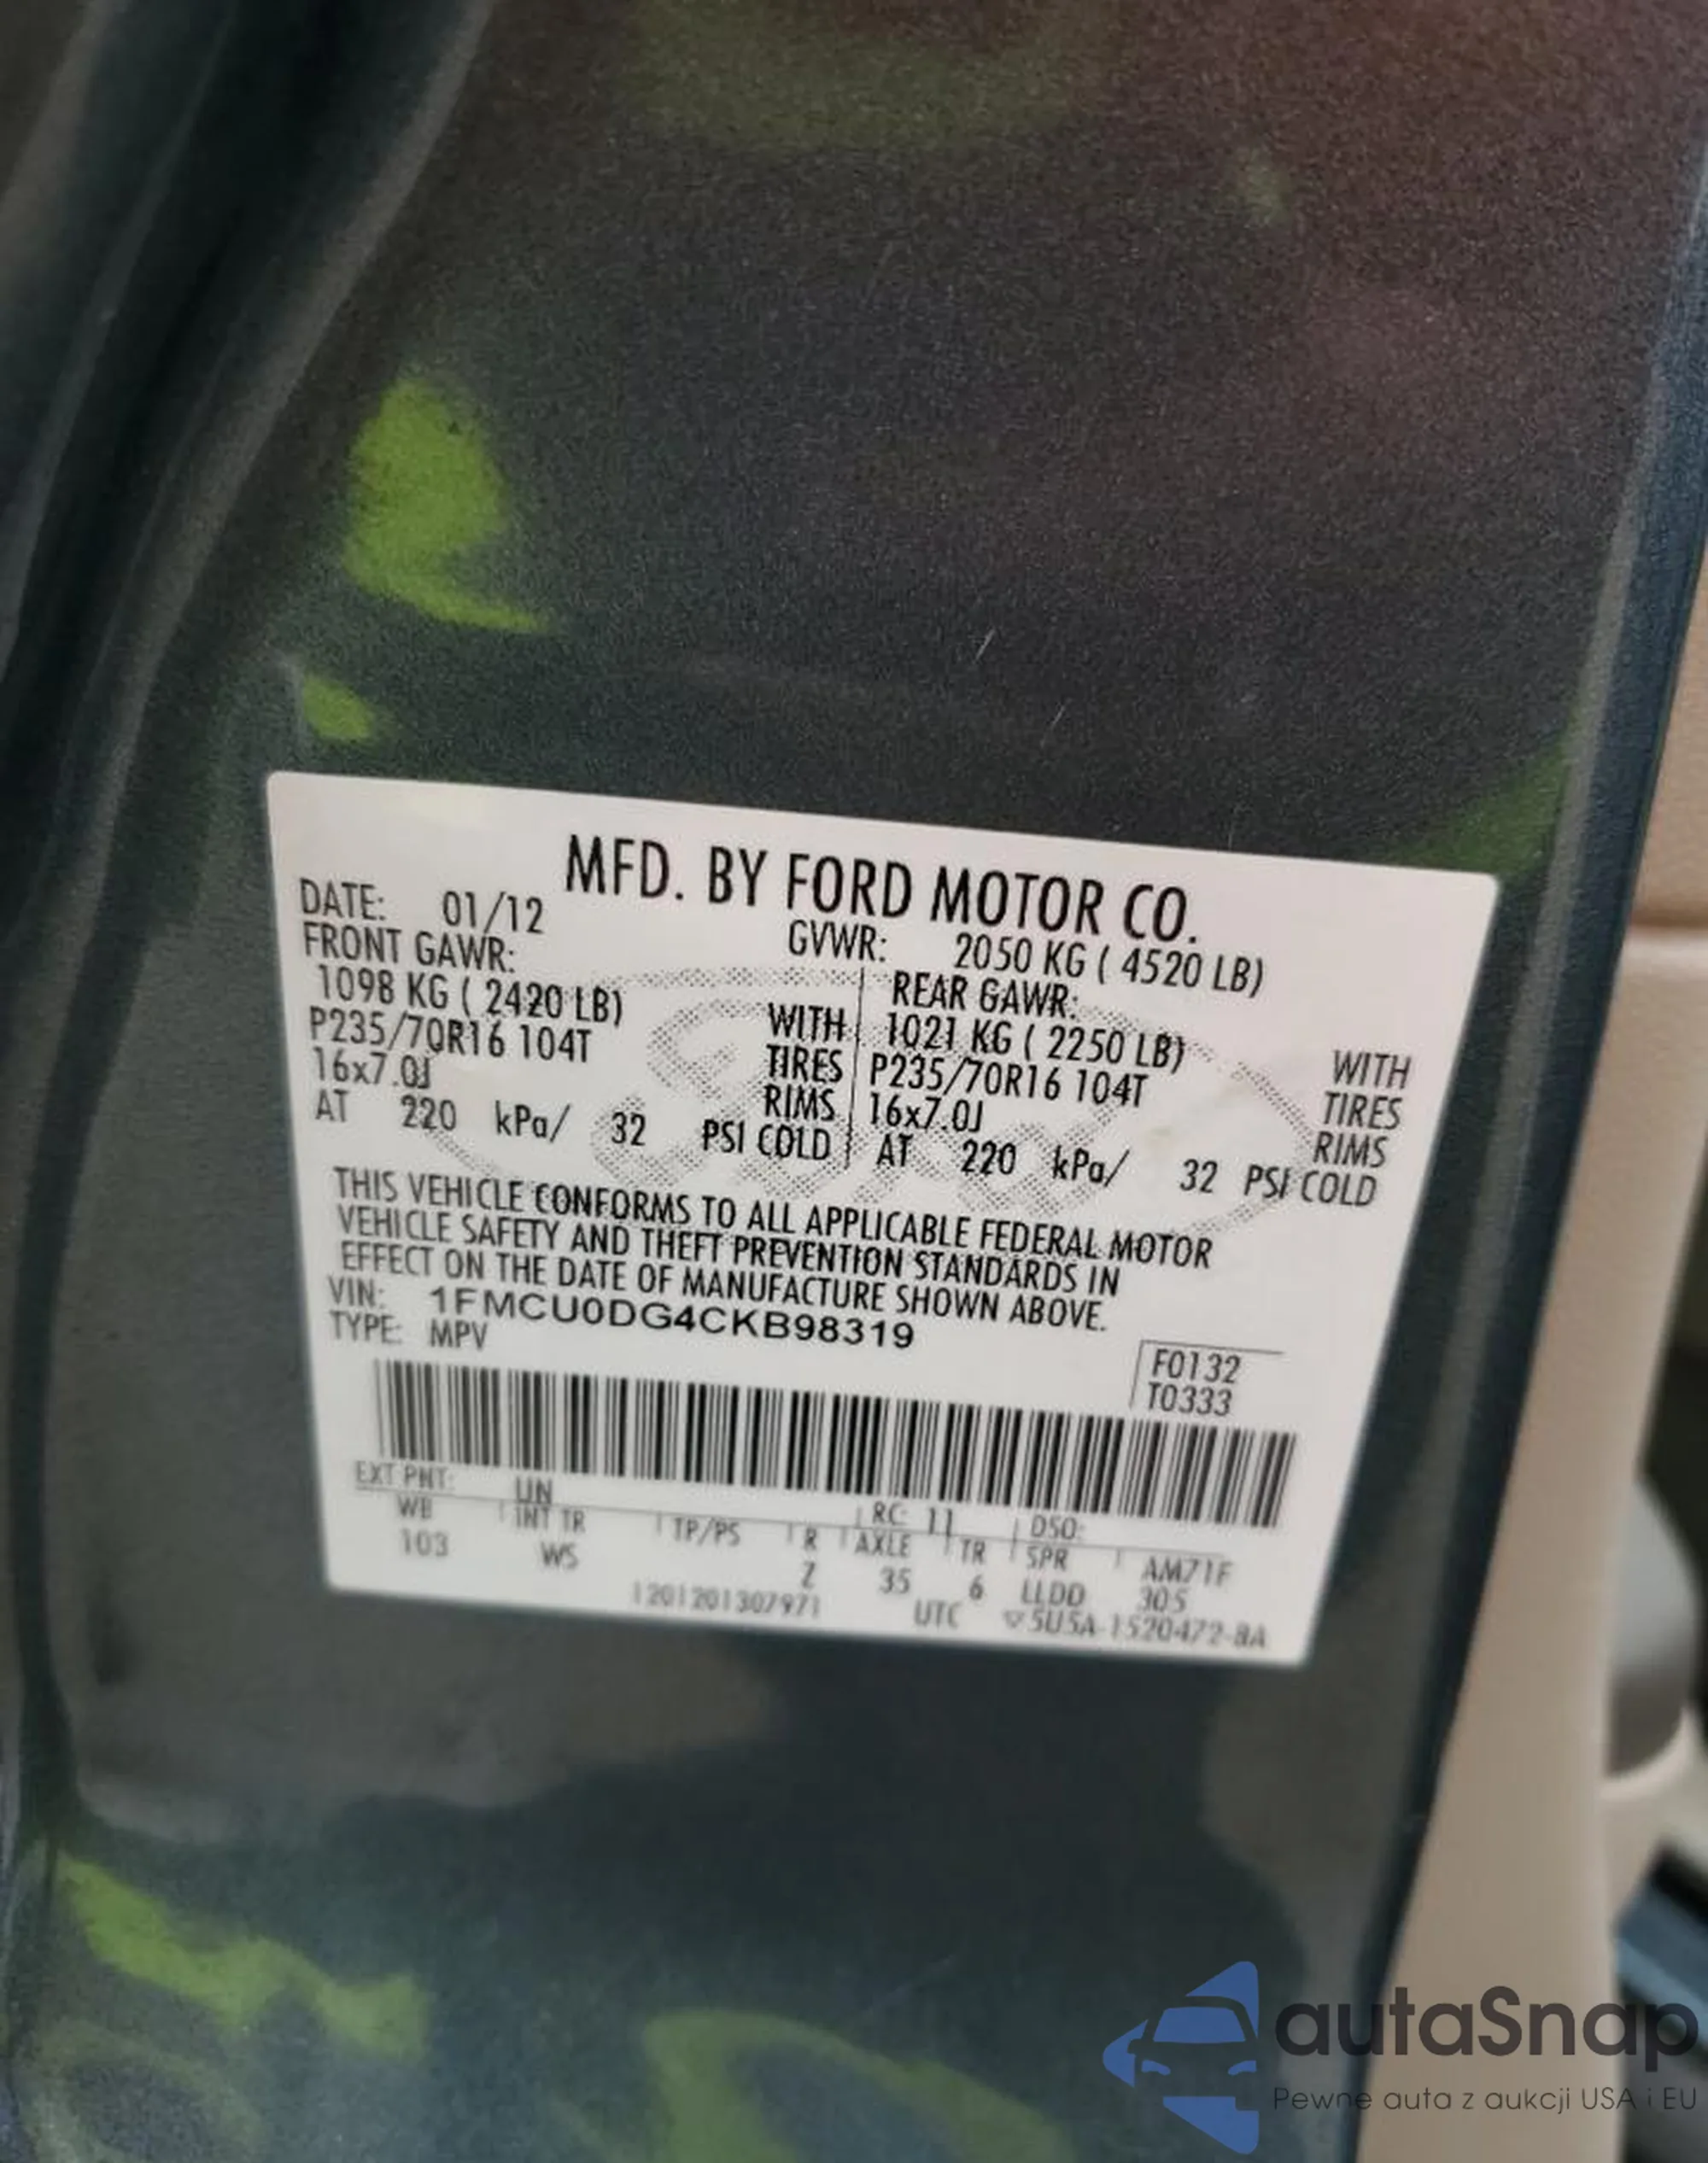 MFD. BY FORD MOTOR CO.
DATE: 01/12 GVWR: 2050 KG ( 4520 LB)
FRONT GAWR: REAR GAWR:
1098 KG ( 2420 LB) WITH 1021 KG ( 2250 LB) WITH
P235/70R16 104T TIRES P235/70R16 104T TIRES
16x7.0J RIMS 16x7.0J RIMS
AT 220 kPa/ 32 PSI COLD AT 220 kPa/ 32 PSI COLD
THIS VEHICLE CONFORMS TO ALL APPLICABLE FEDERAL MOTOR
VEHICLE SAFETY AND THEFT PREVENTION STANDARDS IN
EFFECT ON THE DATE OF MANUFACTURE SHOWN ABOVE.
VIN: 1FMCU0DG4CKB98319
TYPE: MPV
F0132
T0333
EXT PNT: UN RC: 11 DSO:
WB INT TR TP/PS R AXLE TR SPR AM71F
103 WS Z 35 6 LLDD 305
1201201307971 UTC ▽5U5A-1520472-BA
autaSnap
Pewne auta z aukcji USA i EU